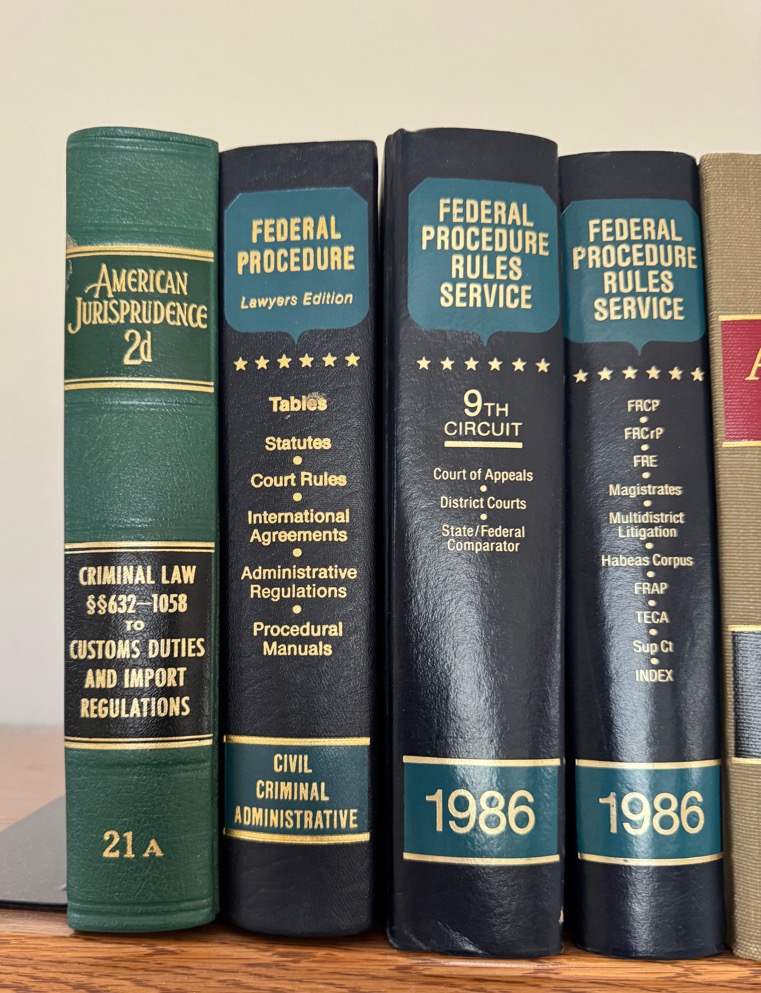 AMERICAN
JURISPRUDENCE
2d
CRIMINAL LAW
§§632–1058
TO
CUSTOMS DUTIES
AND IMPORT
REGULATIONS
21A
FEDERAL
PROCEDURE
Lawyers Edition
Tables
Statutes
Court Rules
International
Agreements
Administrative
Regulations
Procedural
Manuals
CIVIL
CRIMINAL
ADMINISTRATIVE
FEDERAL
PROCEDURE
RULES
SERVICE
9TH
CIRCUIT
Court of Appeals
District Courts
State/Federal
Comparator
1986
FEDERAL
PROCEDURE
RULES
SERVICE
FRCP
FRCrP
FRE
Magistrates
Multidistrict
Litigation
Habeas Corpus
FRAP
TECA
Sup Ct
INDEX
1986
A